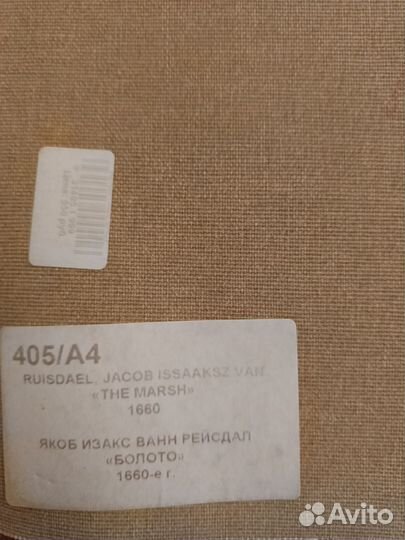 405/A4
RUISDAEL, JACOB ISSAAKSZ VAN
«THE MARSH»
1660
ЯКОБ ИЗАКС ВАНН РЕЙСДАЛ
«БОЛОТО»
1660-е г.
Avito